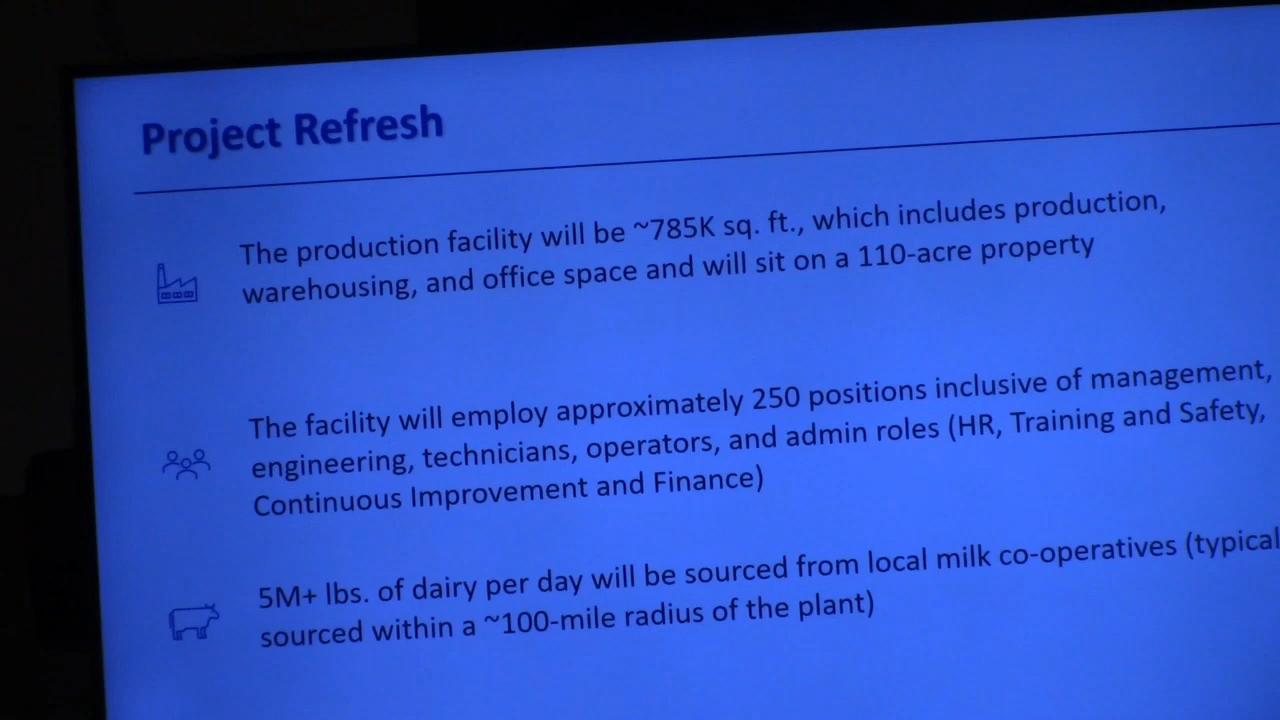 Project Refresh
The production facility will be ~785K sq. ft., which includes production,
warehousing, and office space and will sit on a 110-acre property
The facility will employ approximately 250 positions inclusive of management,
engineering, technicians, operators, and admin roles (HR, Training and Safety,
Continuous Improvement and Finance)
5M+ lbs. of dairy per day will be sourced from local milk co-operatives (typical
sourced within a ~100-mile radius of the plant)